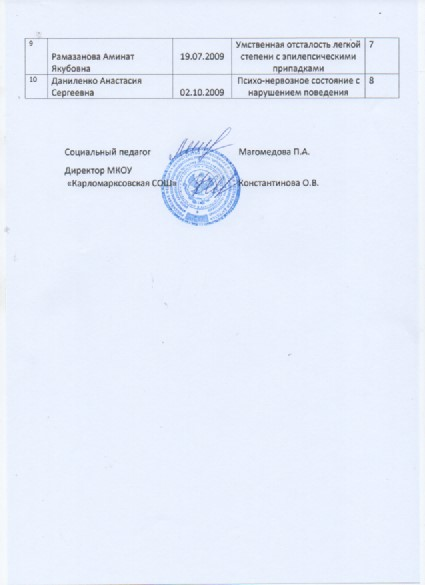 9 Рамазанова Аминат Якубовна 19.07.2009 Умственная отсталость легкой степени с эпилепсическими припадками 7
10 Даниленко Анастасия Сергеевна 02.10.2009 Психо-нервозное состояние с нарушением поведения 8
Социальный педагог Магомедова П.А.
Директор МКОУ
«Карломарксовская СОШ» Константинова О.В.